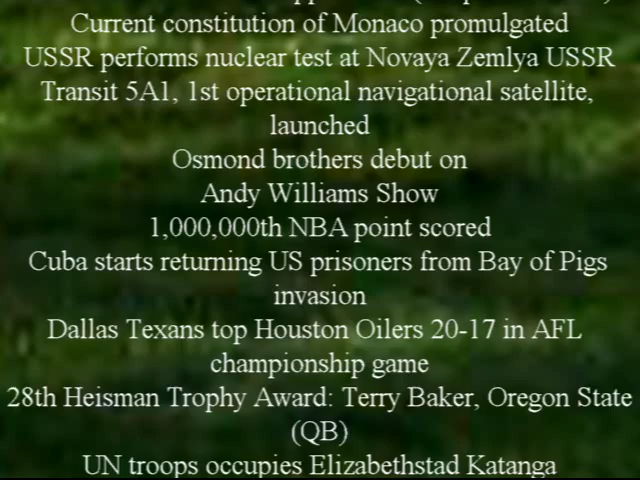 Current constitution of Monaco promulgated
USSR performs nuclear test at Novaya Zemlya USSR
Transit 5A1, 1st operational navigational satellite,
launched
Osmond brothers debut on
Andy Williams Show
1,000,000th NBA point scored
Cuba starts returning US prisoners from Bay of Pigs
invasion
Dallas Texans top Houston Oilers 20-17 in AFL
championship game
28th Heisman Trophy Award: Terry Baker, Oregon State
(QB)
UN troops occupies Elizabethstad Katanga